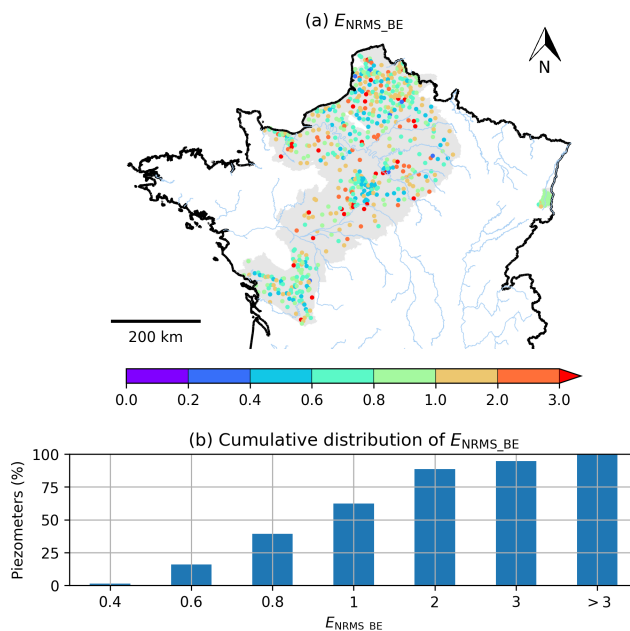 (a) E_NRMS_BE
N
200 km
0.0 0.2 0.4 0.6 0.8 1.0 2.0 3.0
(b) Cumulative distribution of E_NRMS_BE
Piezometers (%)
100
75
50
25
0
0.4 0.6 0.8 1 2 3 > 3
E_NRMS_BE